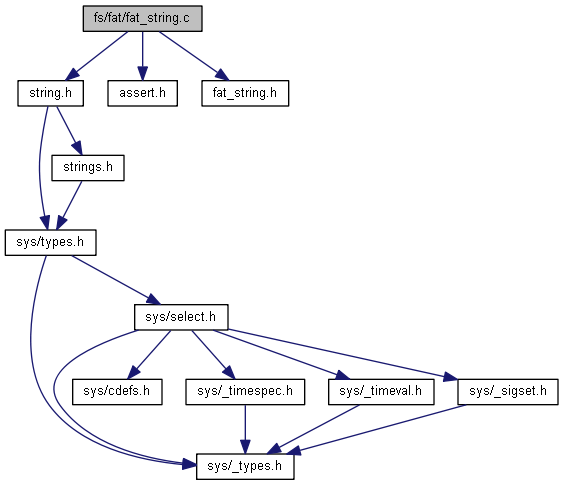 fs/fat/fat_string.c
string.h
assert.h
fat_string.h
strings.h
sys/types.h
sys/select.h
sys/cdefs.h
sys/_timespec.h
sys/_timeval.h
sys/_sigset.h
sys/_types.h